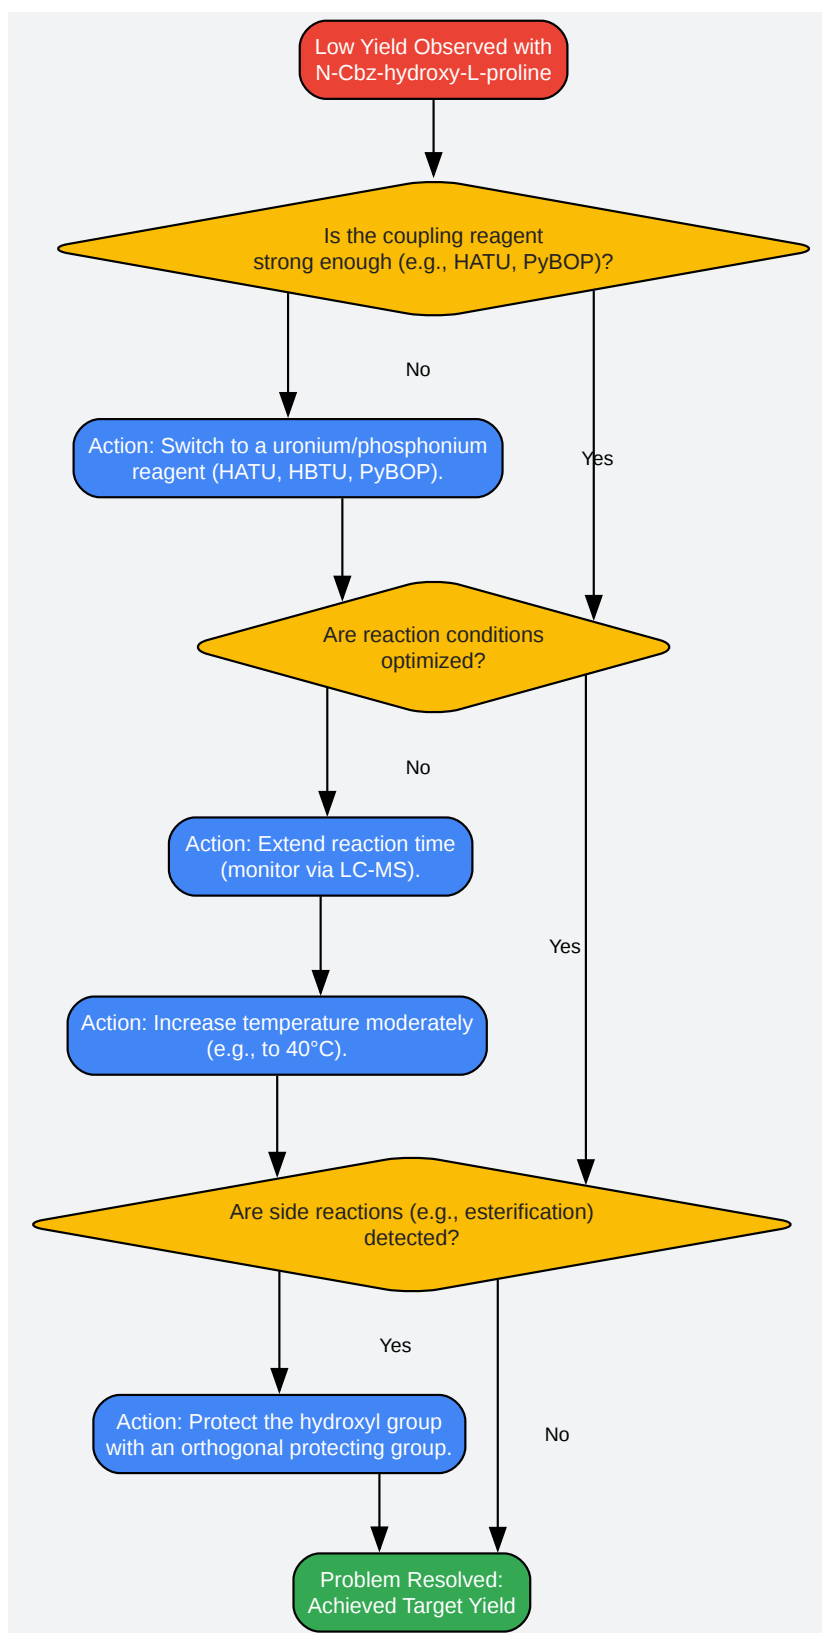 Low Yield Observed with
N-Cbz-hydroxy-L-proline
Is the coupling reagent
strong enough (e.g., HATU, PyBOP)?
No
Action: Switch to a uronium/phosphonium
reagent (HATU, HBTU, PyBOP).
Yes
Are reaction conditions
optimized?
No
Action: Extend reaction time
(monitor via LC-MS).
Yes
Action: Increase temperature moderately
(e.g., to 40°C).
Are side reactions (e.g., esterification)
detected?
Yes
Action: Protect the hydroxyl group
with an orthogonal protecting group.
No
Problem Resolved:
Achieved Target Yield